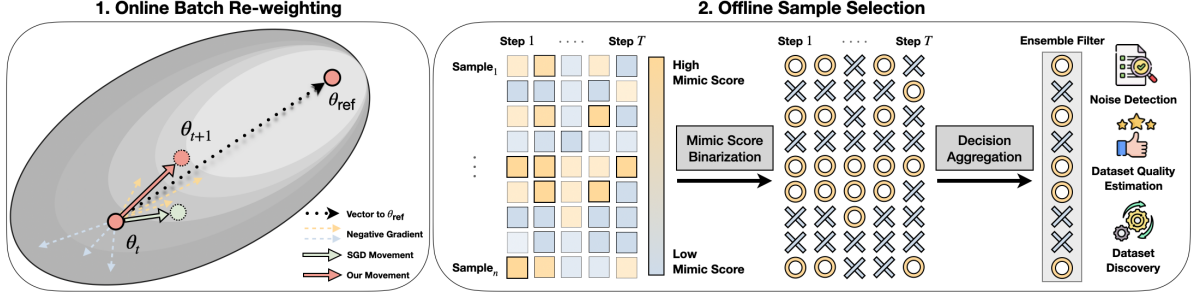 1. Online Batch Re-weighting
θref
θt+1
θt
Vector to θref
Negative Gradient
SGD Movement
Our Movement
2. Offline Sample Selection
Step 1 · · · · Step T
Sample1
⋮
Samplen
High
Mimic Score
Low
Mimic Score
Mimic Score
Binarization
Step 1 · · · · Step T
Decision
Aggregation
Ensemble Filter
Noise Detection
Dataset Quality
Estimation
Dataset
Discovery